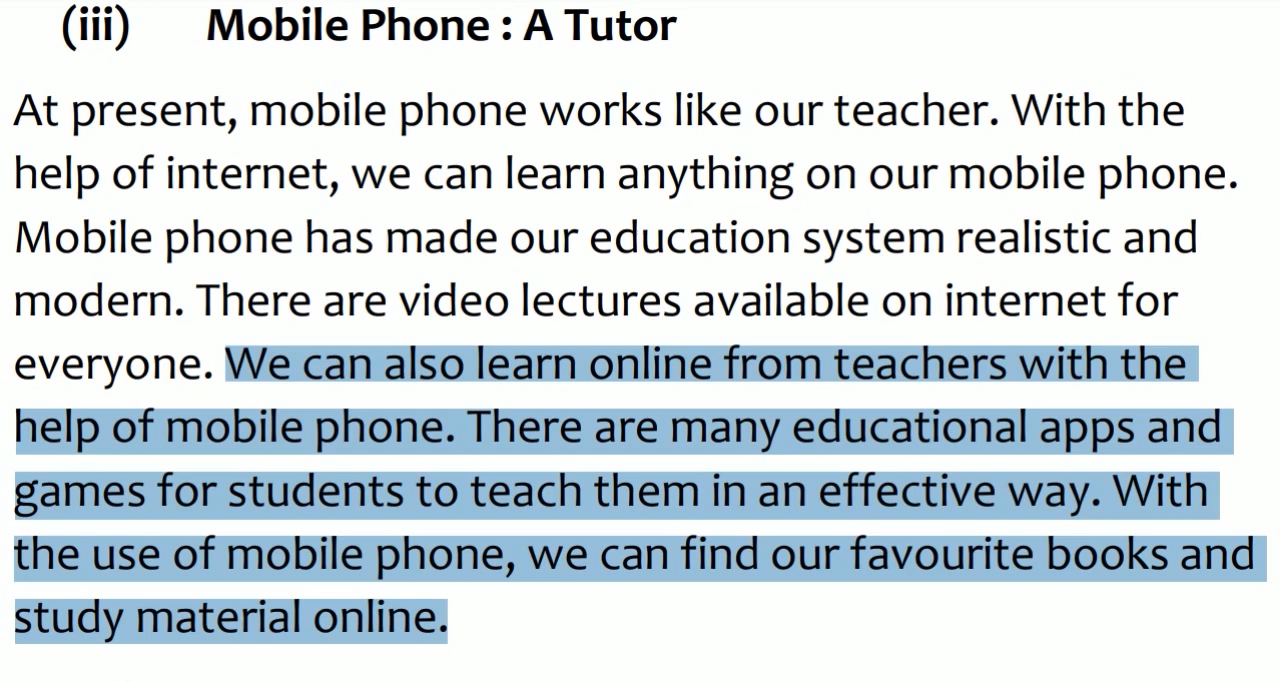 (iii) Mobile Phone : A Tutor
At present, mobile phone works like our teacher. With the
help of internet, we can learn anything on our mobile phone.
Mobile phone has made our education system realistic and
modern. There are video lectures available on internet for
everyone. We can also learn online from teachers with the
help of mobile phone. There are many educational apps and
games for students to teach them in an effective way. With
the use of mobile phone, we can find our favourite books and
study material online.